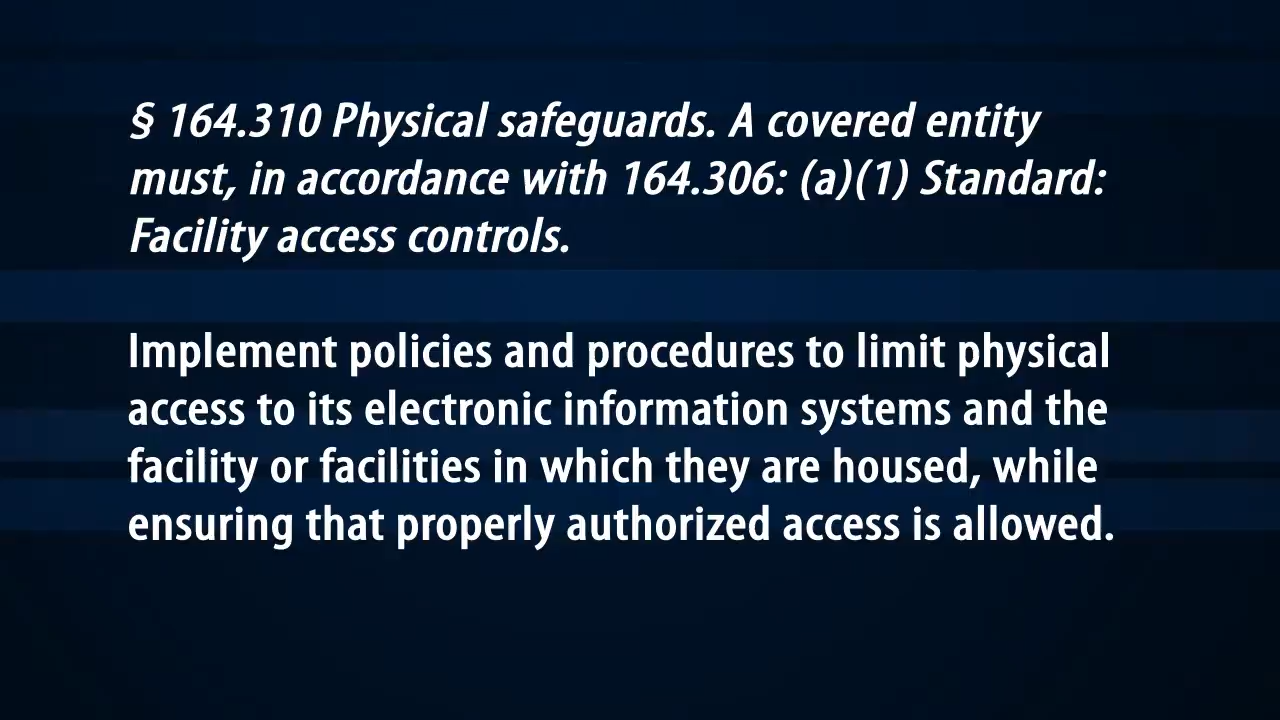 § 164.310 Physical safeguards. A covered entity
must, in accordance with 164.306: (a)(1) Standard:
Facility access controls.
Implement policies and procedures to limit physical
access to its electronic information systems and the
facility or facilities in which they are housed, while
ensuring that properly authorized access is allowed.